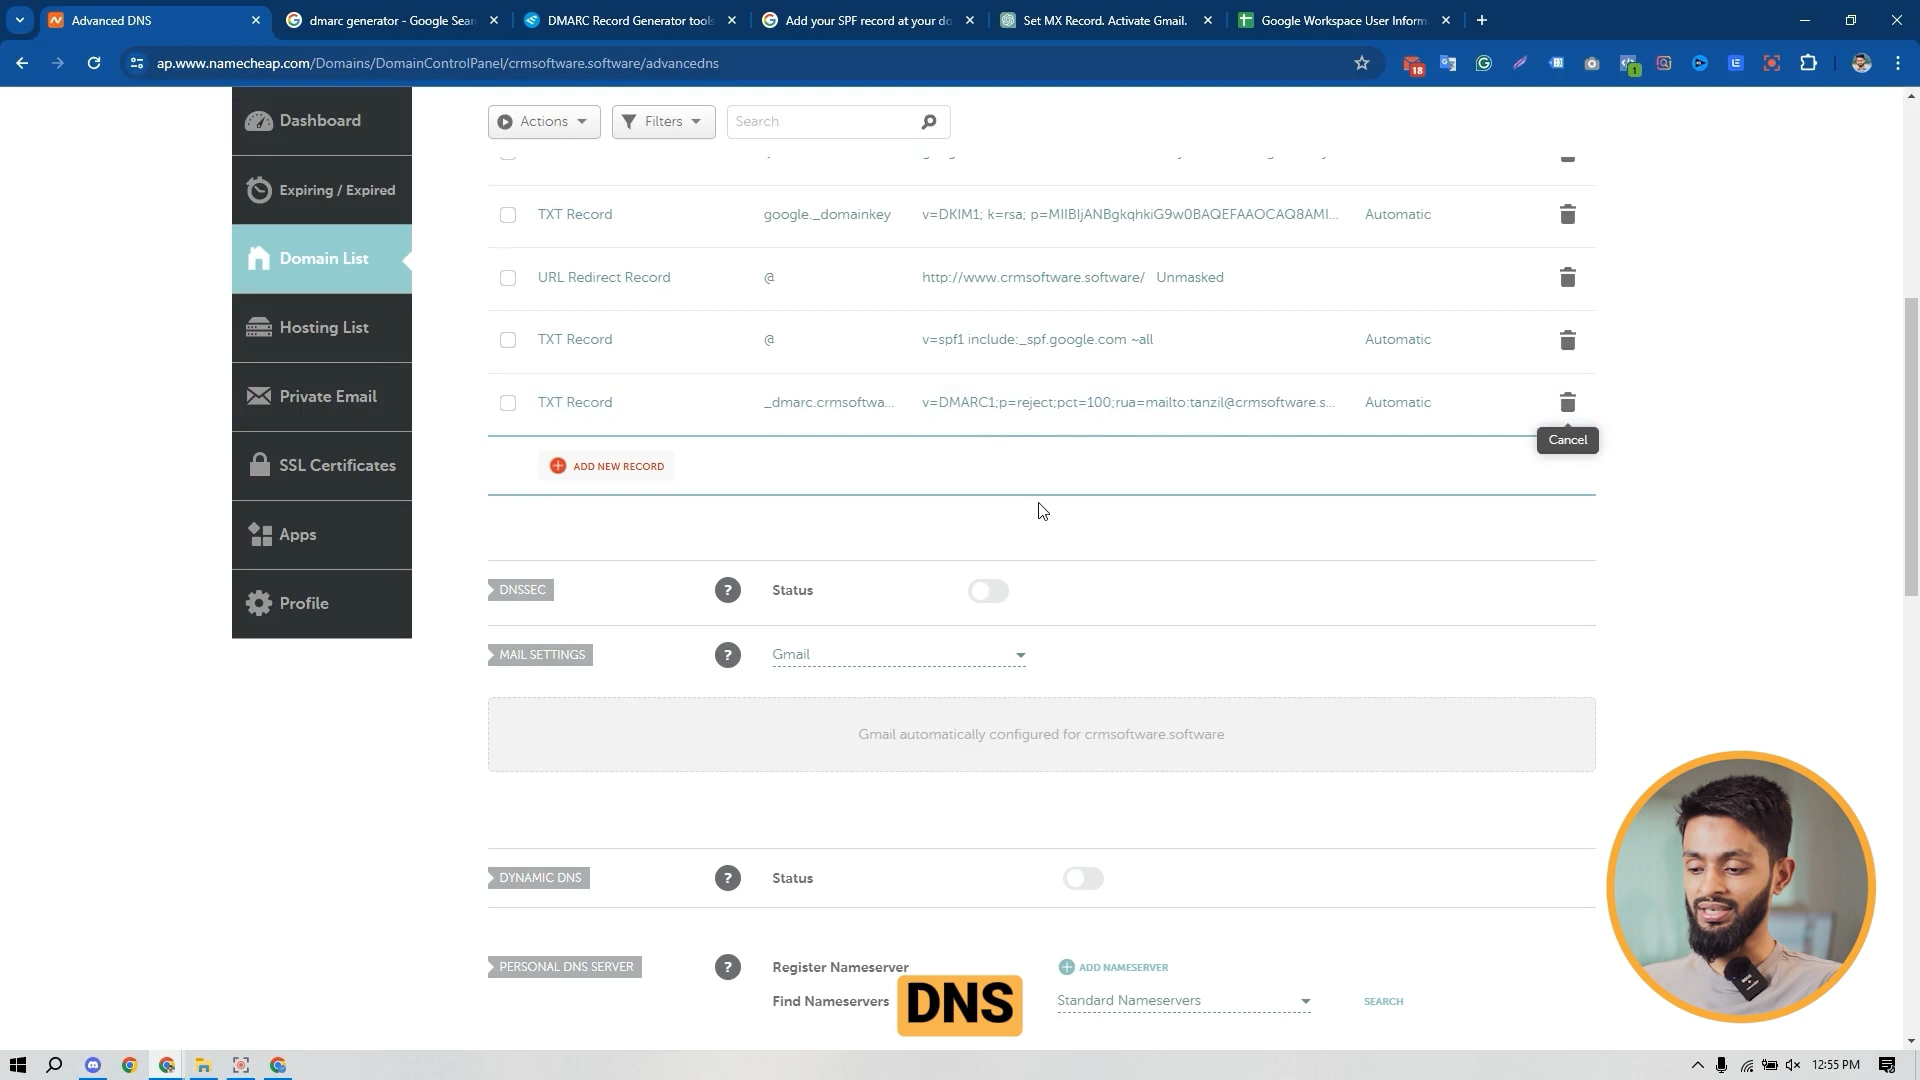 Advanced DNS
dmarc generator - Google Sear
DMARC Record Generator tools
Add your SPF record at your do
Set MX Record. Activate Gmail.
Google Workspace User Inform
ap.www.namecheap.com/Domains/DomainControlPanel/crmsoftware.software/advancedns
18
1
Dashboard
Expiring / Expired
Domain List
Hosting List
Private Email
SSL Certificates
Apps
Profile
Actions
Filters
Search
TXT Record google._domainkey v=DKIM1; k=rsa; p=MIIBIjANBgkqhkiG9w0BAQEFAAOCAQ8AMI... Automatic
URL Redirect Record @ http://www.crmsoftware.software/ Unmasked
TXT Record @ v=spf1 include:_spf.google.com ~all Automatic
TXT Record _dmarc.crmsoftwa... v=DMARC1;p=reject;pct=100;rua=mailto:tanzil@crmsoftware.s... Automatic
Cancel
ADD NEW RECORD
DNSSEC ? Status
MAIL SETTINGS ? Gmail
Gmail automatically configured for crmsoftware.software
DYNAMIC DNS ? Status
PERSONAL DNS SERVER ? Register Nameserver ADD NAMESERVER
Find Nameservers Standard Nameservers SEARCH
DNS
12:55 PM